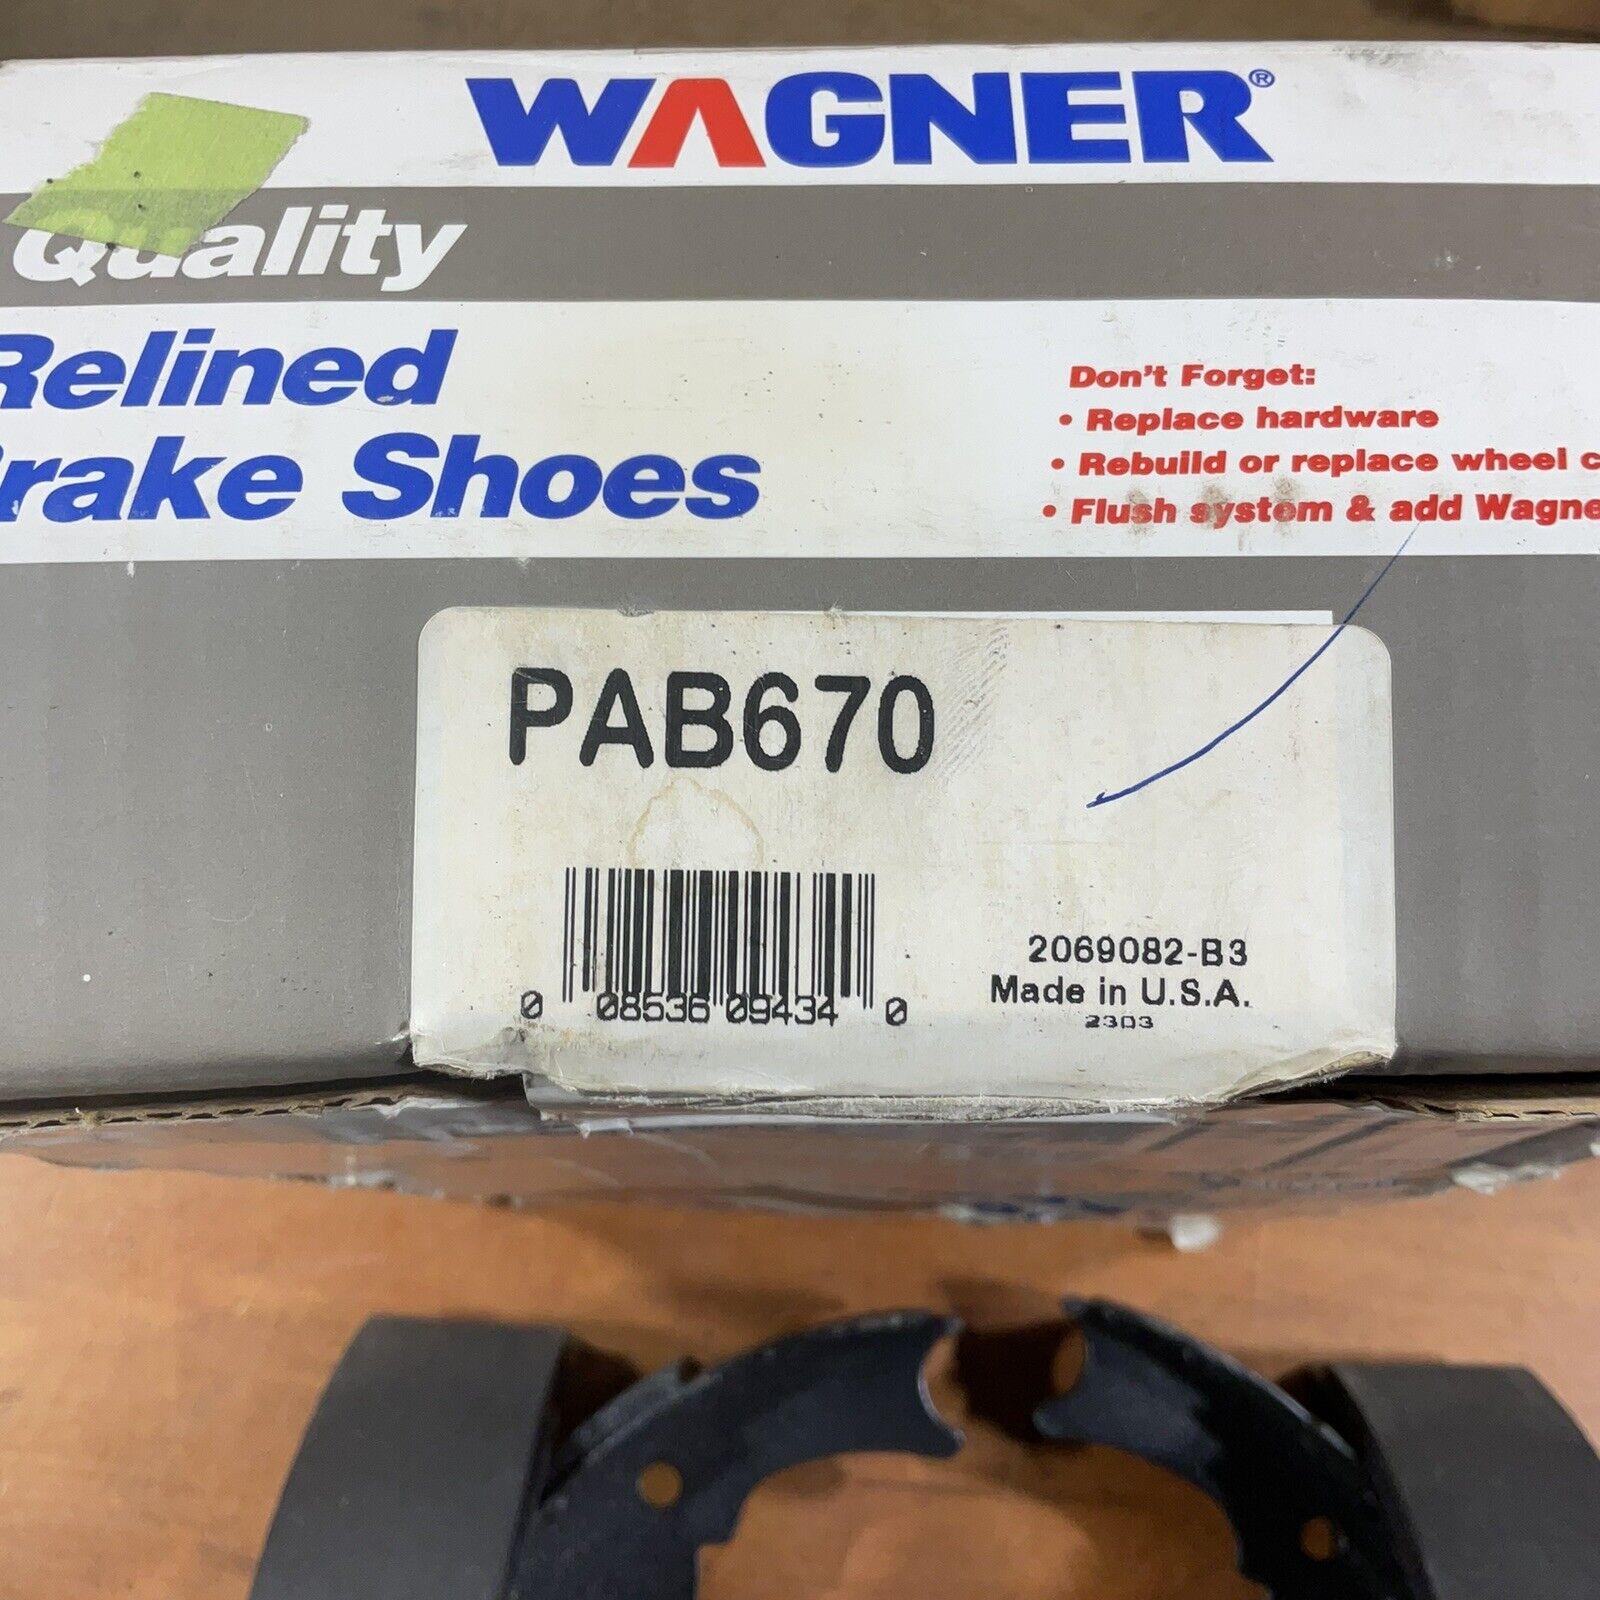 WAGNER®
Quality
Relined
Brake Shoes
Don't Forget:
• Replace hardware
• Rebuild or replace wheel c
• Flush system & add Wagne
PAB670
0 08536 09434 0
2069082-B3
Made in U.S.A.
2303